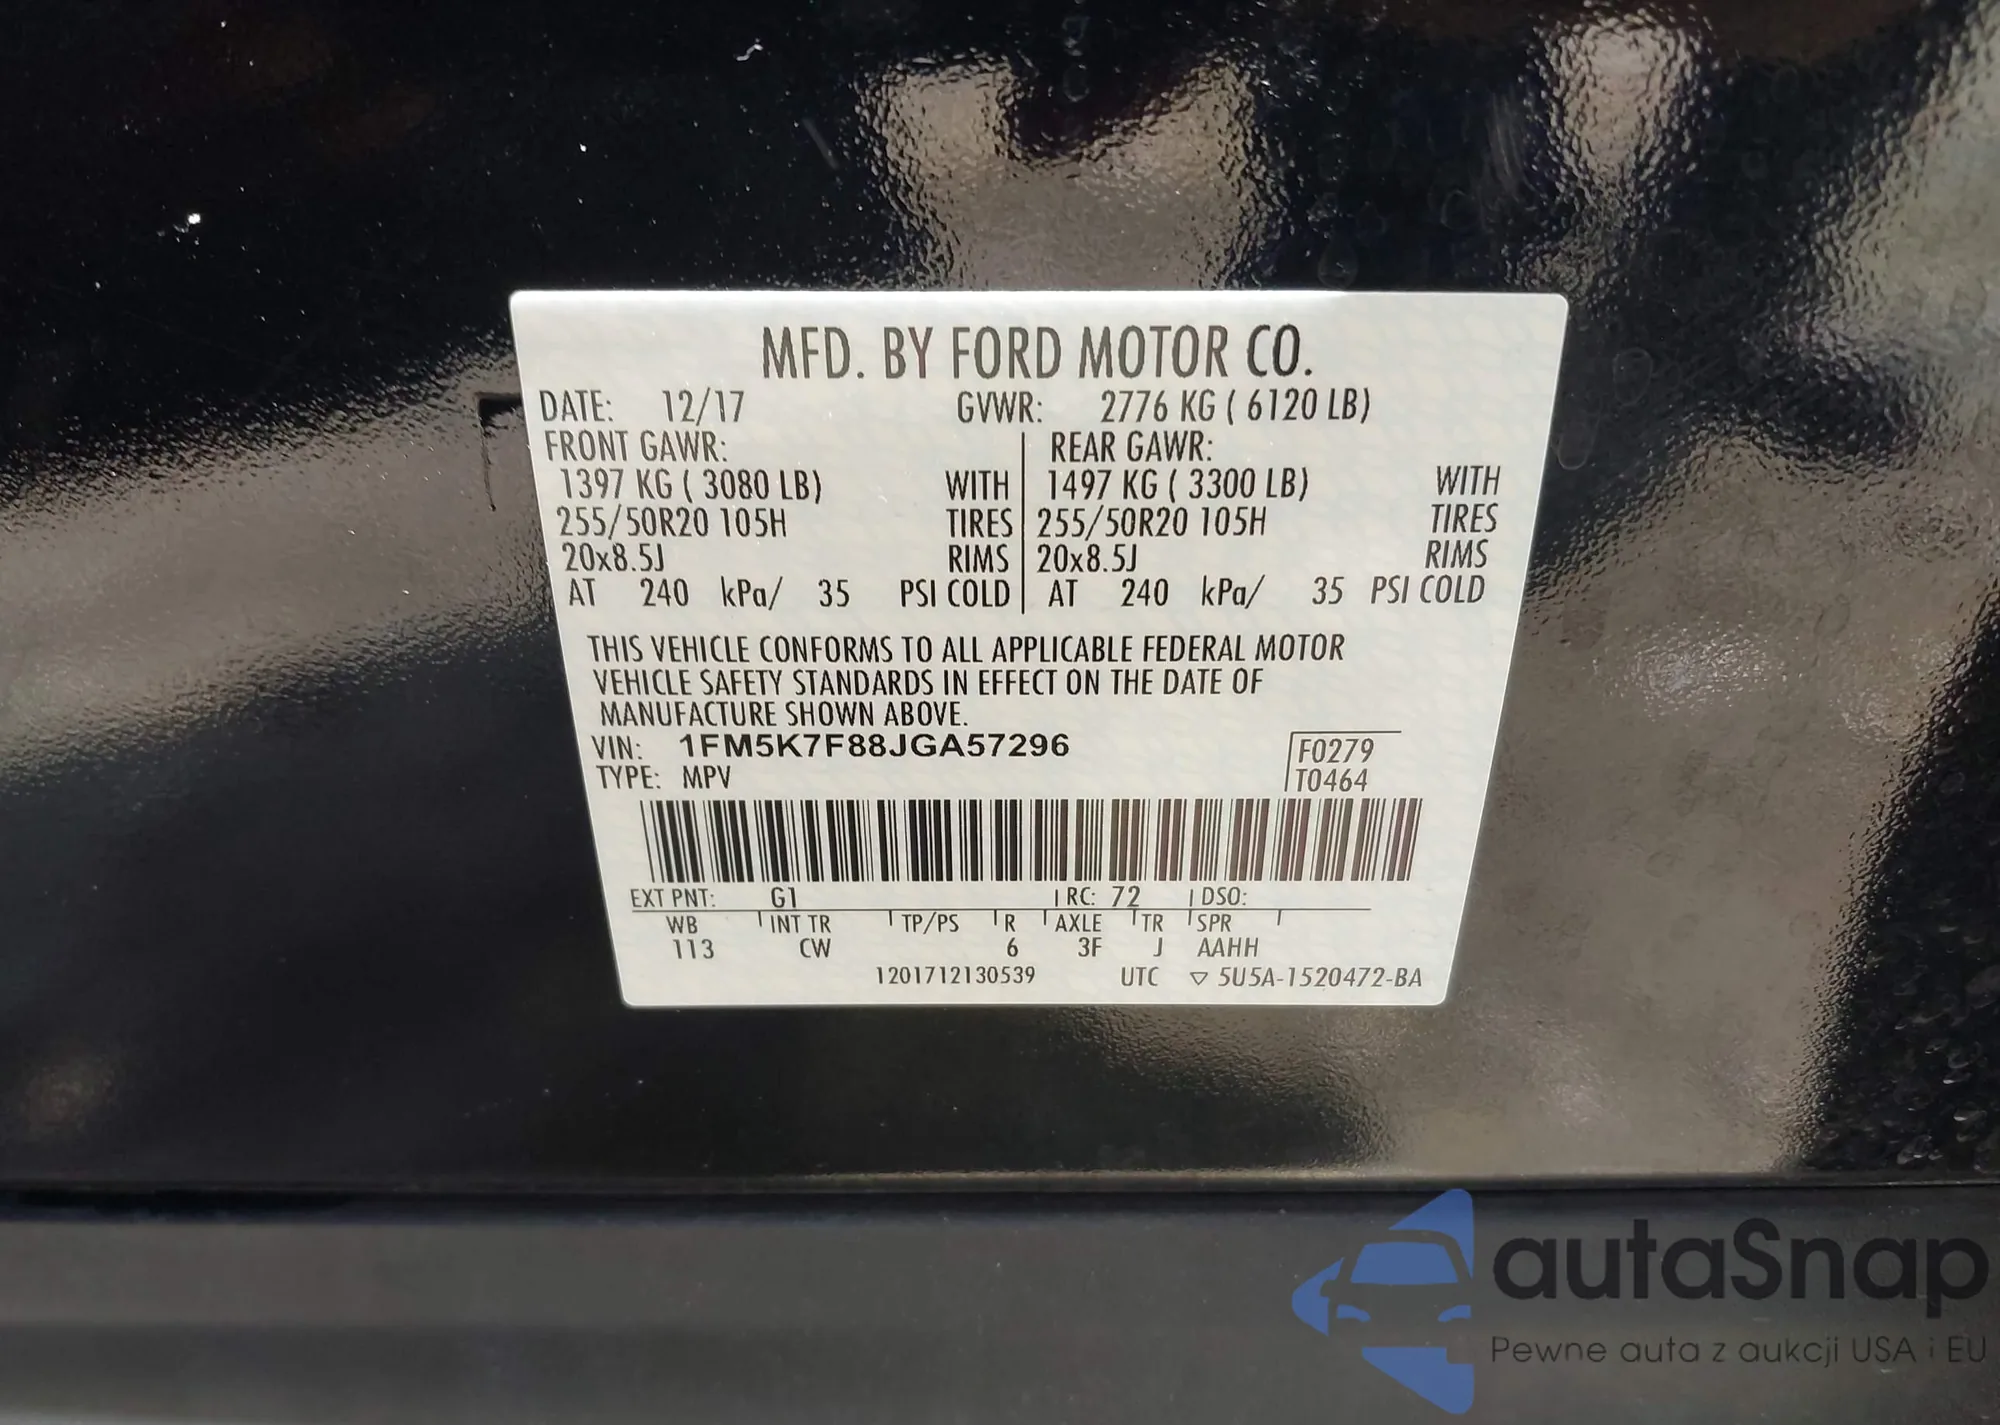 MFD. BY FORD MOTOR CO.
DATE: 12/17 GVWR: 2776 KG ( 6120 LB)
FRONT GAWR: REAR GAWR:
1397 KG ( 3080 LB) WITH 1497 KG ( 3300 LB) WITH
255/50R20 105H TIRES 255/50R20 105H TIRES
20x8.5J RIMS 20x8.5J RIMS
AT 240 kPa/ 35 PSI COLD AT 240 kPa/ 35 PSI COLD
THIS VEHICLE CONFORMS TO ALL APPLICABLE FEDERAL MOTOR
VEHICLE SAFETY STANDARDS IN EFFECT ON THE DATE OF
MANUFACTURE SHOWN ABOVE.
VIN: 1FM5K7F88JGA57296 F0279
TYPE: MPV T0464
EXT PNT: G1 RC: 72 DSO:
WB INT TR TP/PS R AXLE TR SPR
113 CW 6 3F J AAHH
1201712130539 UTC ▽ 5U5A-1520472-BA
autaSnap
Pewne auta z aukcji USA i EU